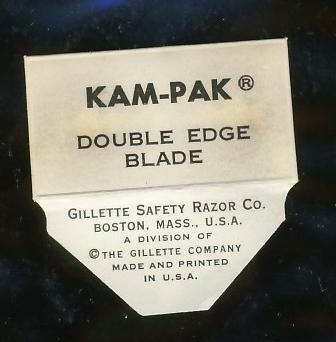 KAM-PAK ®
DOUBLE EDGE
BLADE
GILLETTE SAFETY RAZOR CO.
BOSTON, MASS., U.S.A.
A DIVISION OF
© THE GILLETTE COMPANY
MADE AND PRINTED
IN U.S.A.